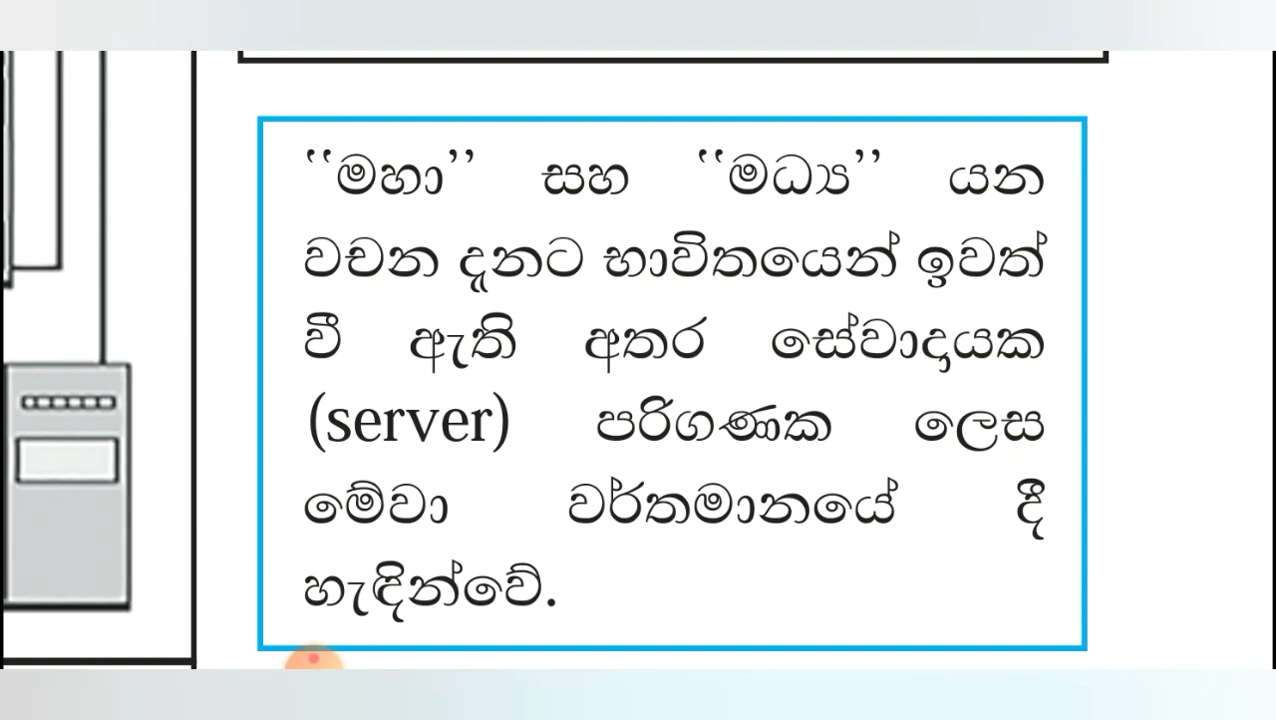 ‘‘මහා’’ සහ ‘‘මධ්‍ය’’ යන
වචන දැනට භාවිතයෙන් ඉවත්
වී ඇති අතර සේවාදායක
(server) පරිගණක ලෙස
මේවා වර්තමානයේ දී
හැඳින්වේ.